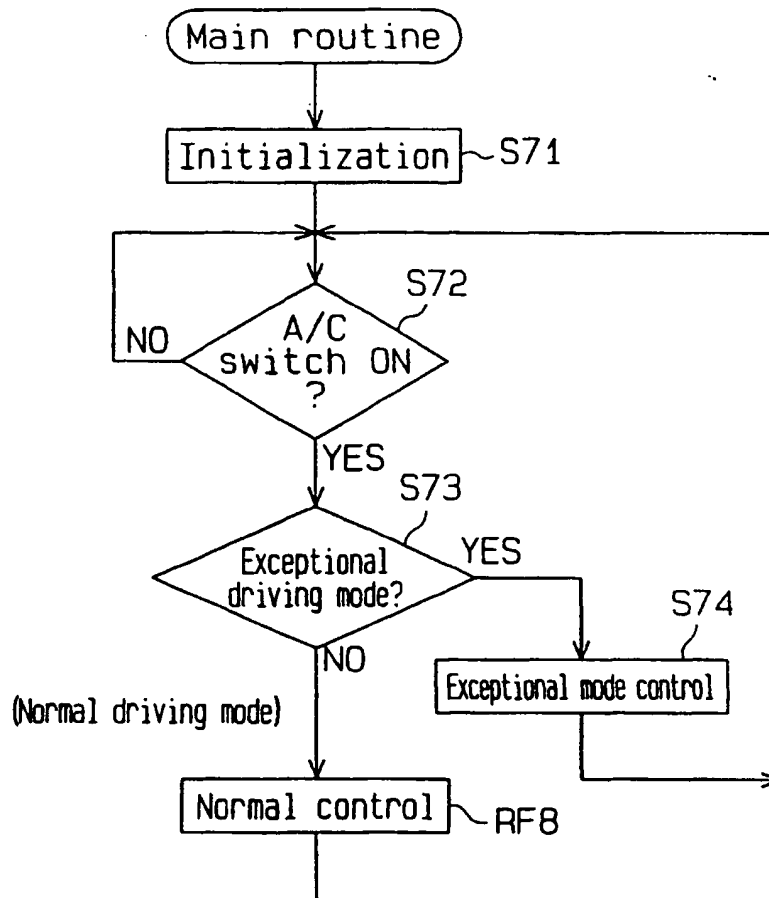 Main routine
Initialization
S71
S72
A/C
switch ON
?
NO
YES
S73
Exceptional
driving mode?
YES
NO
S74
Exceptional mode control
(Normal driving mode)
Normal control
RF8